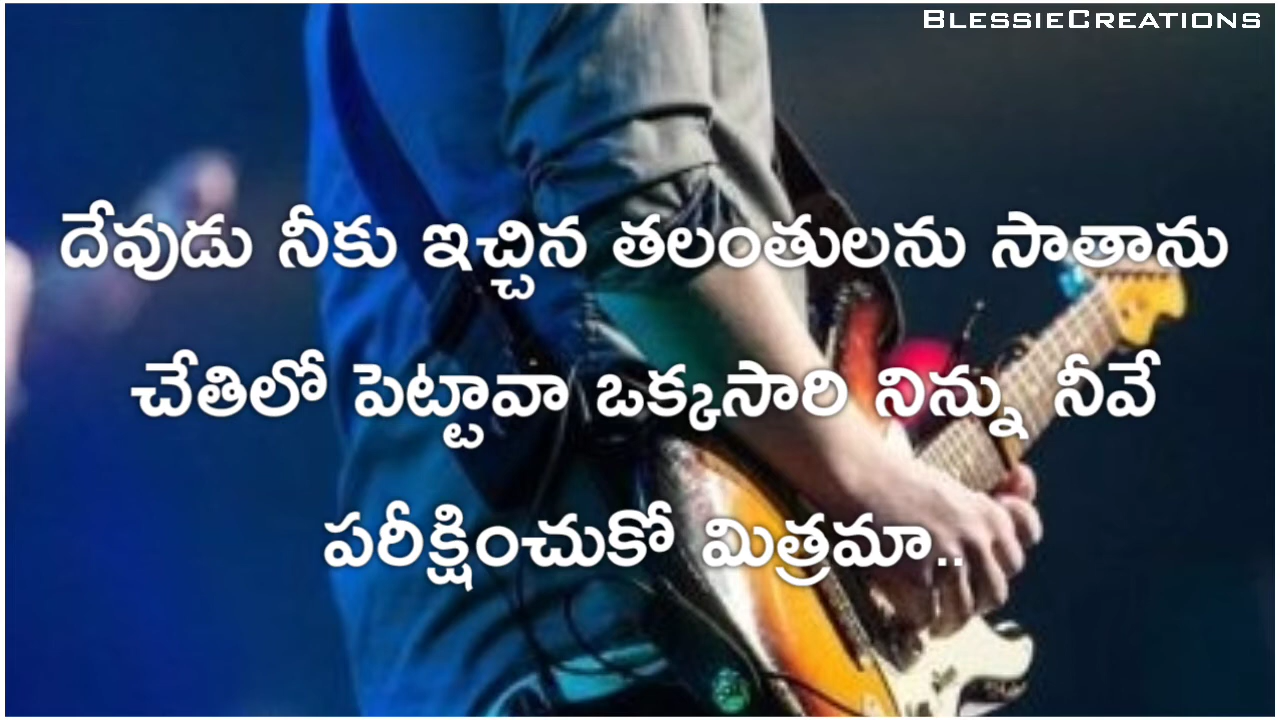 BLESSIECREATIONS
దేవుడు నీకు ఇచ్చిన తలంతులను సాతాను
చేతిలో పెట్టావా ఒక్కసారి నిన్ను నీవే
పరీక్షించుకో మిత్రమా..